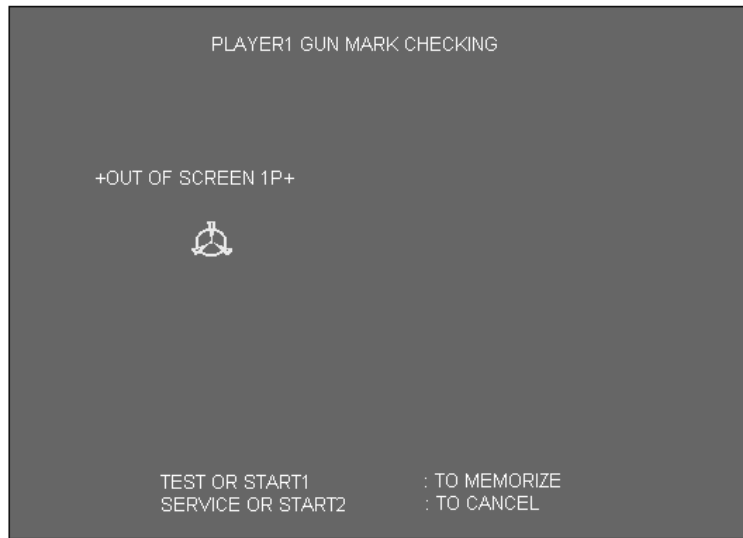 PLAYER1 GUN MARK CHECKING
+OUT OF SCREEN 1P+
TEST OR START1 : TO MEMORIZE
SERVICE OR START2 : TO CANCEL